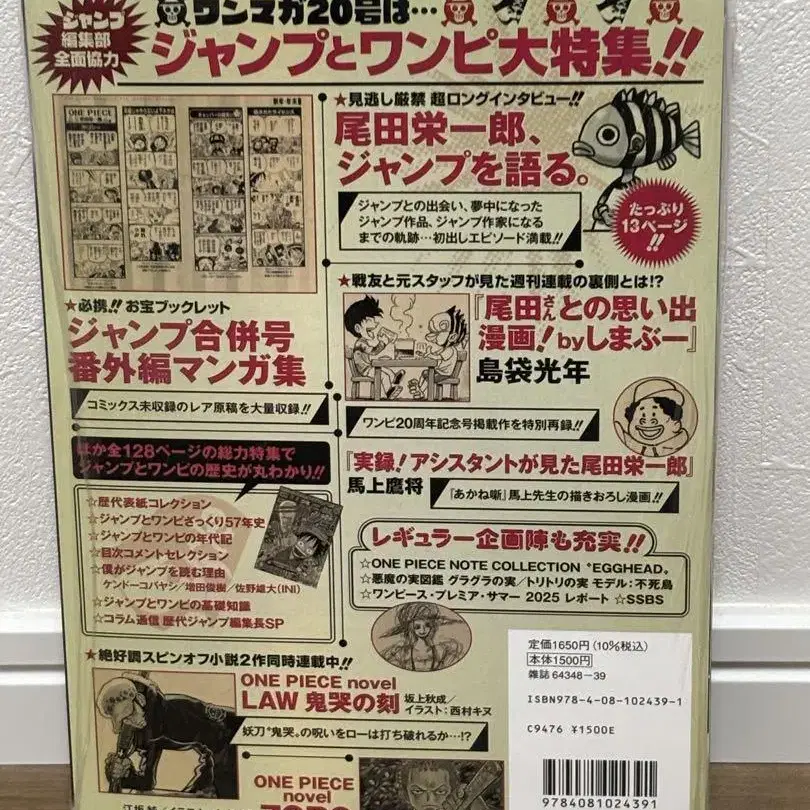 ジャンプ
編集部
全面協力
ワンマガ20号は…
ジャンプとワンピ大特集!!
ONE PIECE
★見逃し厳禁 超ロングインタビュー!!
尾田栄一郎、
ジャンプを語る。
ジャンプとの出会い、夢中になった
ジャンプ作品、ジャンプ作家になる
までの軌跡…初出しエピソード満載!!
たっぷり
13ページ
!!
★必携!! お宝ブックレット
ジャンプ合併号
番外編マンガ集
コミックス未収録のレア原稿を大量収録!!
★戦友と元スタッフが見た週刊連載の裏側とは!?
『尾田さんとの思い出
漫画!byしまぶー』
島袋光年
ワンピ20周年記念号掲載作を特別再録!!
『実録!アシスタントが見た尾田栄一郎』
馬上鷹将
『あかね噺』馬上先生の描きおろし漫画!!
ほか全128ページの総力特集で
ジャンプとワンピの歴史が丸わかり!!
☆歴代表紙コレクション
☆ジャンプとワンピざっくり57年史
☆ジャンプとワンピの年代記
☆目次コメントセレクション
☆僕がジャンプを読む理由
ケンドーコバヤシ/増田俊樹/佐野雄大(INI)
☆ジャンプとワンピの基礎知識
☆コラム通信 歴代ジャンプ編集長SP
レギュラー企画陣も充実!!
☆ONE PIECE NOTE COLLECTION "EGGHEAD"
☆悪魔の実図鑑 グラグラの実/トリトリの実 モデル:不死鳥
☆ワンピース・プレミア・サマー 2025 レポート ☆SSBS
★絶好調スピンオフ小説2作同時連載中!!
ONE PIECE novel
LAW 鬼哭の刻
坂上秋成/
イラスト:西村キヌ
妖刀"鬼哭"の呪いをローは打ち破れるか…!?
ONE PIECE
novel
定価1650円(10%税込)
本体1500円
雑誌 64348-39
ISBN978-4-08-102439-1
C9476 ¥1500E
9784081024391